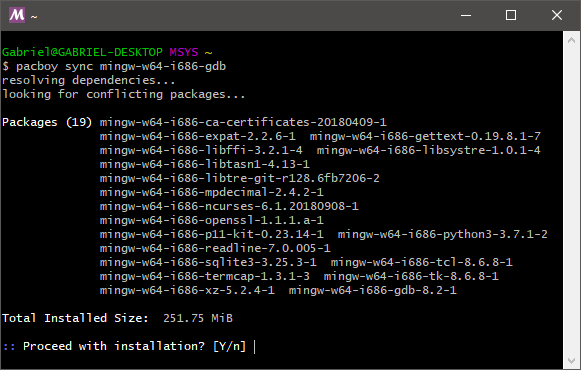 M ~
Gabriel@GABRIEL-DESKTOP MSYS ~
$ pacboy sync mingw-w64-i686-gdb
resolving dependencies...
looking for conflicting packages...
Packages (19) mingw-w64-i686-ca-certificates-20180409-1
mingw-w64-i686-expat-2.2.6-1 mingw-w64-i686-gettext-0.19.8.1-7
mingw-w64-i686-libffi-3.2.1-4 mingw-w64-i686-libsystre-1.0.1-4
mingw-w64-i686-libtasn1-4.13-1
mingw-w64-i686-libtre-git-r128.6fb7206-2
mingw-w64-i686-mpdecimal-2.4.2-1
mingw-w64-i686-ncurses-6.1.20180908-1
mingw-w64-i686-openssl-1.1.1.a-1
mingw-w64-i686-p11-kit-0.23.14-1 mingw-w64-i686-python3-3.7.1-2
mingw-w64-i686-readline-7.0.005-1
mingw-w64-i686-sqlite3-3.25.3-1 mingw-w64-i686-tcl-8.6.8-1
mingw-w64-i686-termcap-1.3.1-3 mingw-w64-i686-tk-8.6.8-1
mingw-w64-i686-xz-5.2.4-1 mingw-w64-i686-gdb-8.2-1
Total Installed Size: 251.75 MiB
:: Proceed with installation? [Y/n]